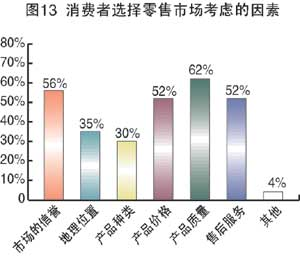 图13 消费者选择零售市场考虑的因素
80%
70%
60%
50%
40%
30%
20%
10%
0
56%
35%
30%
52%
62%
52%
4%
市场的信誉
地理位置
产品种类
产品价格
产品质量
售后服务
其他